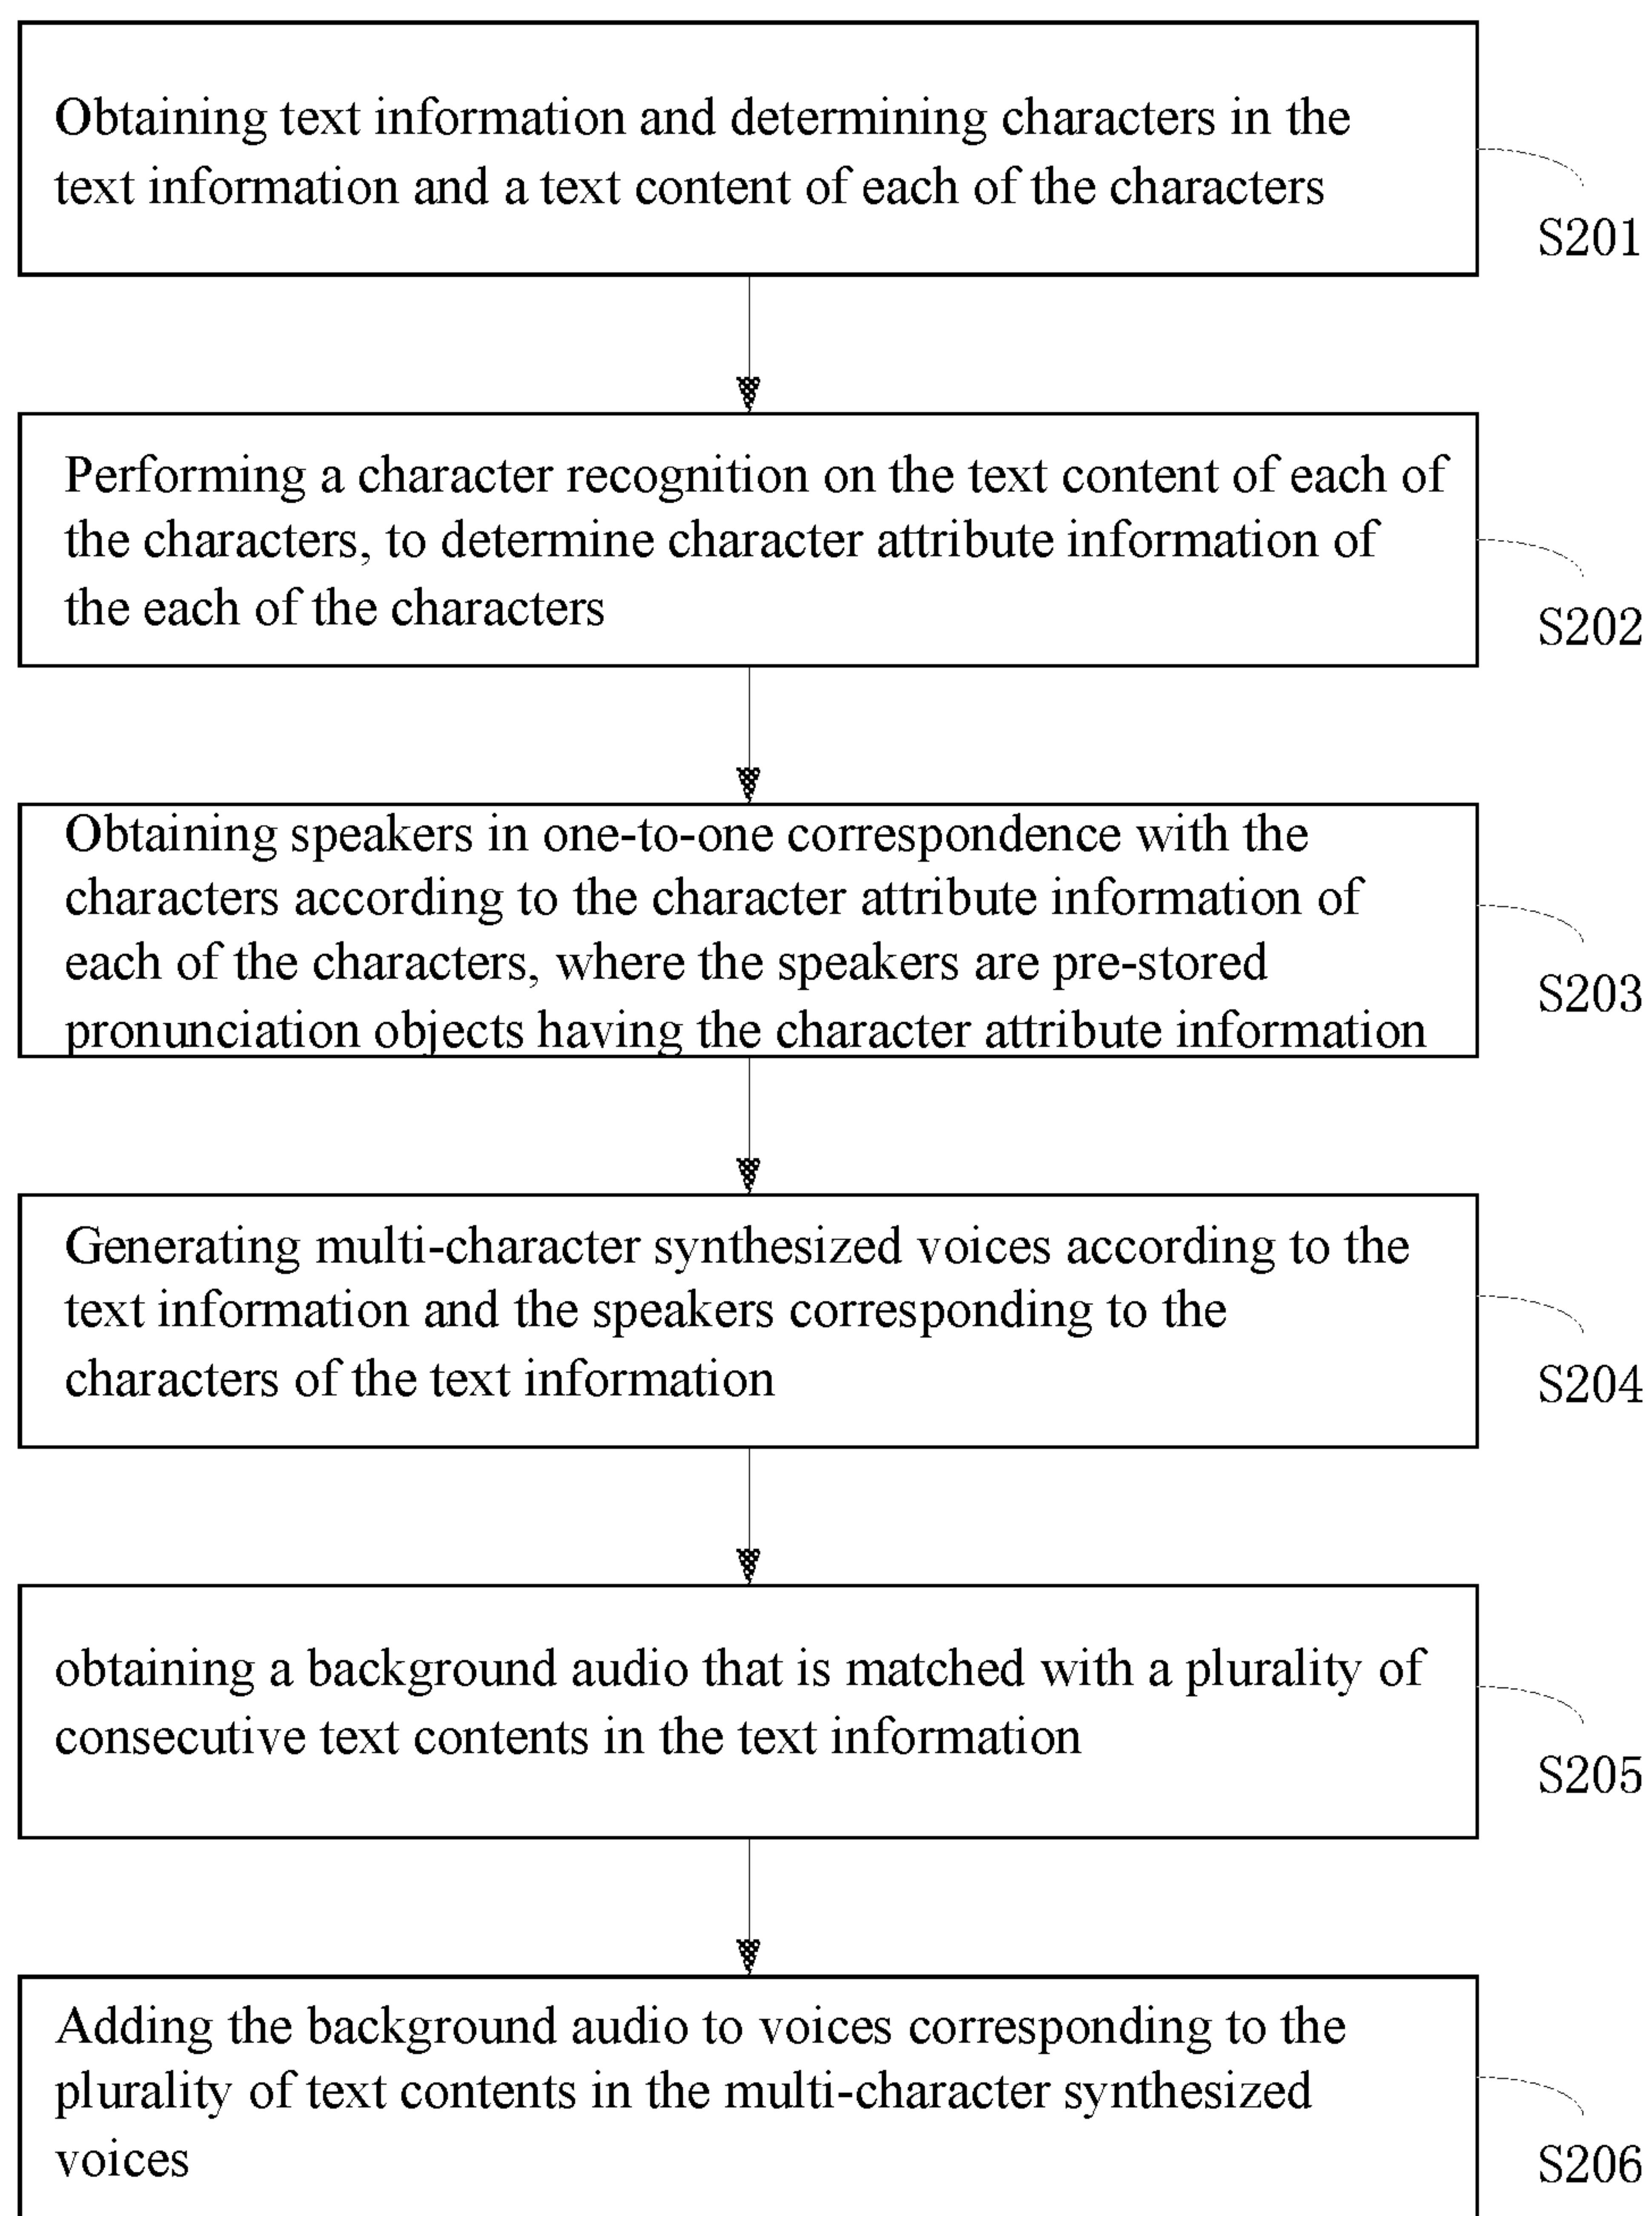 Obtaining text information and determining characters in the
text information and a text content of each of the characters
S201
Performing a character recognition on the text content of each of
the characters, to determine character attribute information of
the each of the characters
S202
Obtaining speakers in one-to-one correspondence with the
characters according to the character attribute information of
each of the characters, where the speakers are pre-stored
pronunciation objects having the character attribute information
S203
Generating multi-character synthesized voices according to the
text information and the speakers corresponding to the
characters of the text information
S204
obtaining a background audio that is matched with a plurality of
consecutive text contents in the text information
S205
Adding the background audio to voices corresponding to the
plurality of text contents in the multi-character synthesized
voices
S206